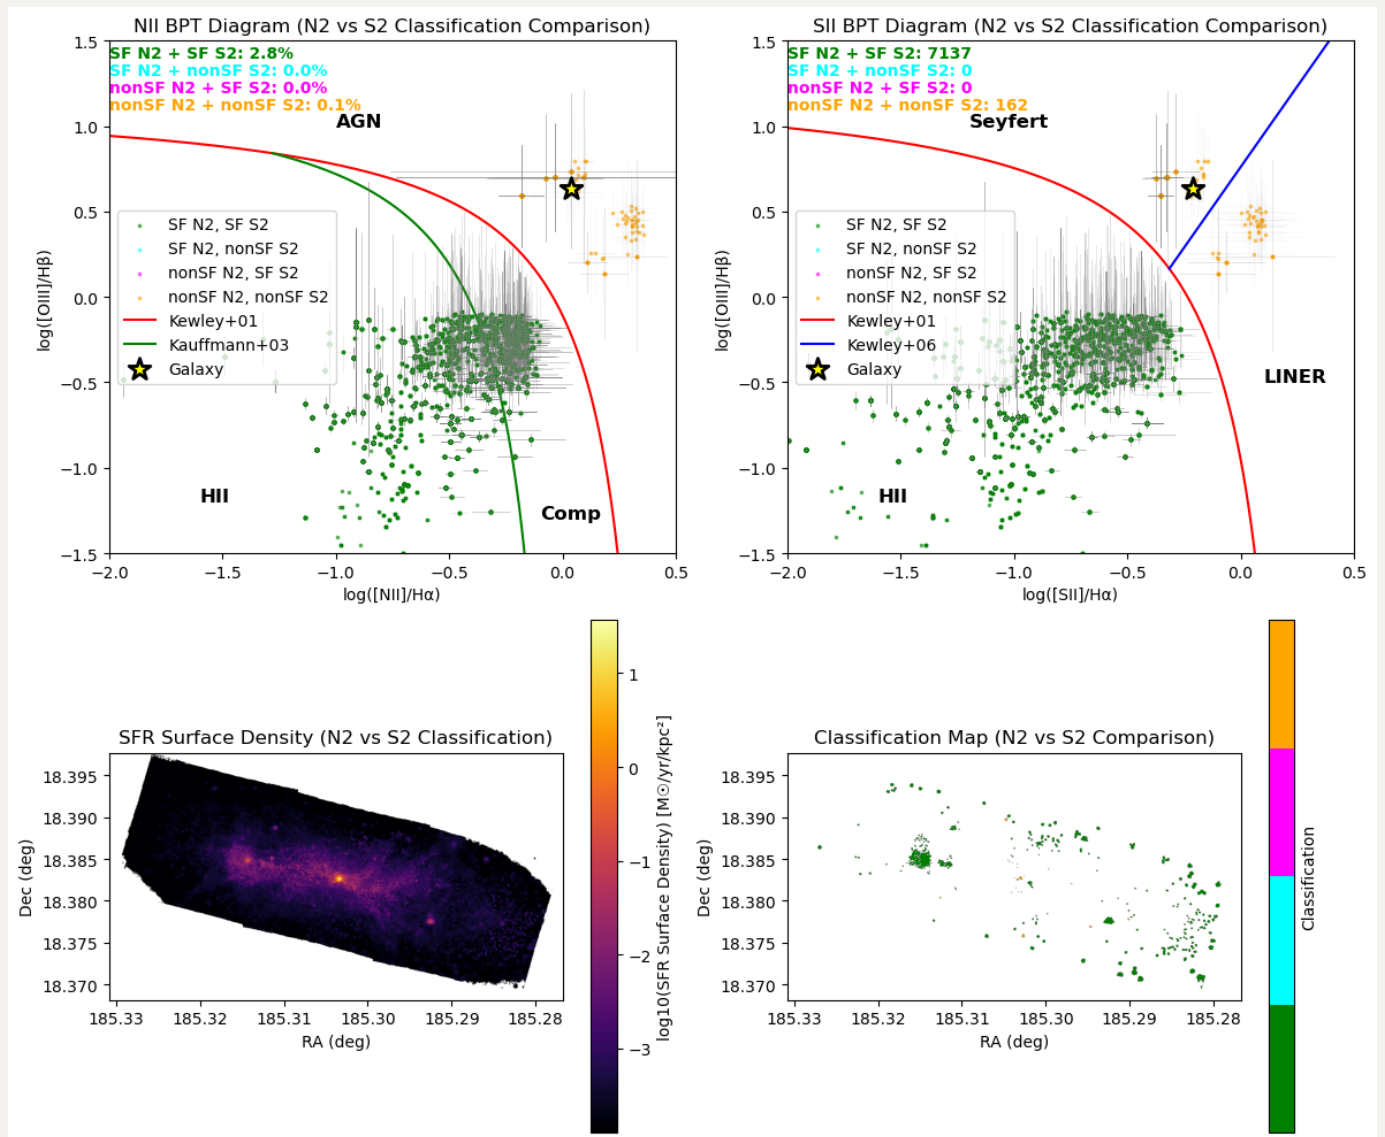 NII BPT Diagram (N2 vs S2 Classification Comparison)
SF N2 + SF S2: 2.8%
SF N2 + nonSF S2: 0.0%
nonSF N2 + SF S2: 0.0%
nonSF N2 + nonSF S2: 0.1%
AGN
SF N2, SF S2
SF N2, nonSF S2
nonSF N2, SF S2
nonSF N2, nonSF S2
Kewley+01
Kauffmann+03
Galaxy
HII
Comp
1.5
1.0
0.5
0.0
−0.5
−1.0
−1.5
log([OIII]/Hβ)
−2.0 −1.5 −1.0 −0.5 0.0 0.5
log([NII]/Hα)
SII BPT Diagram (N2 vs S2 Classification Comparison)
SF N2 + SF S2: 7137
SF N2 + nonSF S2: 0
nonSF N2 + SF S2: 0
nonSF N2 + nonSF S2: 162
Seyfert
SF N2, SF S2
SF N2, nonSF S2
nonSF N2, SF S2
nonSF N2, nonSF S2
Kewley+01
Kewley+06
Galaxy
LINER
HII
1.5
1.0
0.5
0.0
−0.5
−1.0
−1.5
log([OIII]/Hβ)
−2.0 −1.5 −1.0 −0.5 0.0 0.5
log([SII]/Hα)
SFR Surface Density (N2 vs S2 Classification)
18.395
18.390
18.385
18.380
18.375
18.370
Dec (deg)
185.33 185.32 185.31 185.30 185.29 185.28
RA (deg)
1
0
−1
−2
−3
log10(SFR Surface Density) [M☉/yr/kpc²]
Classification Map (N2 vs S2 Comparison)
18.395
18.390
18.385
18.380
18.375
18.370
Dec (deg)
185.33 185.32 185.31 185.30 185.29 185.28
RA (deg)
Classification